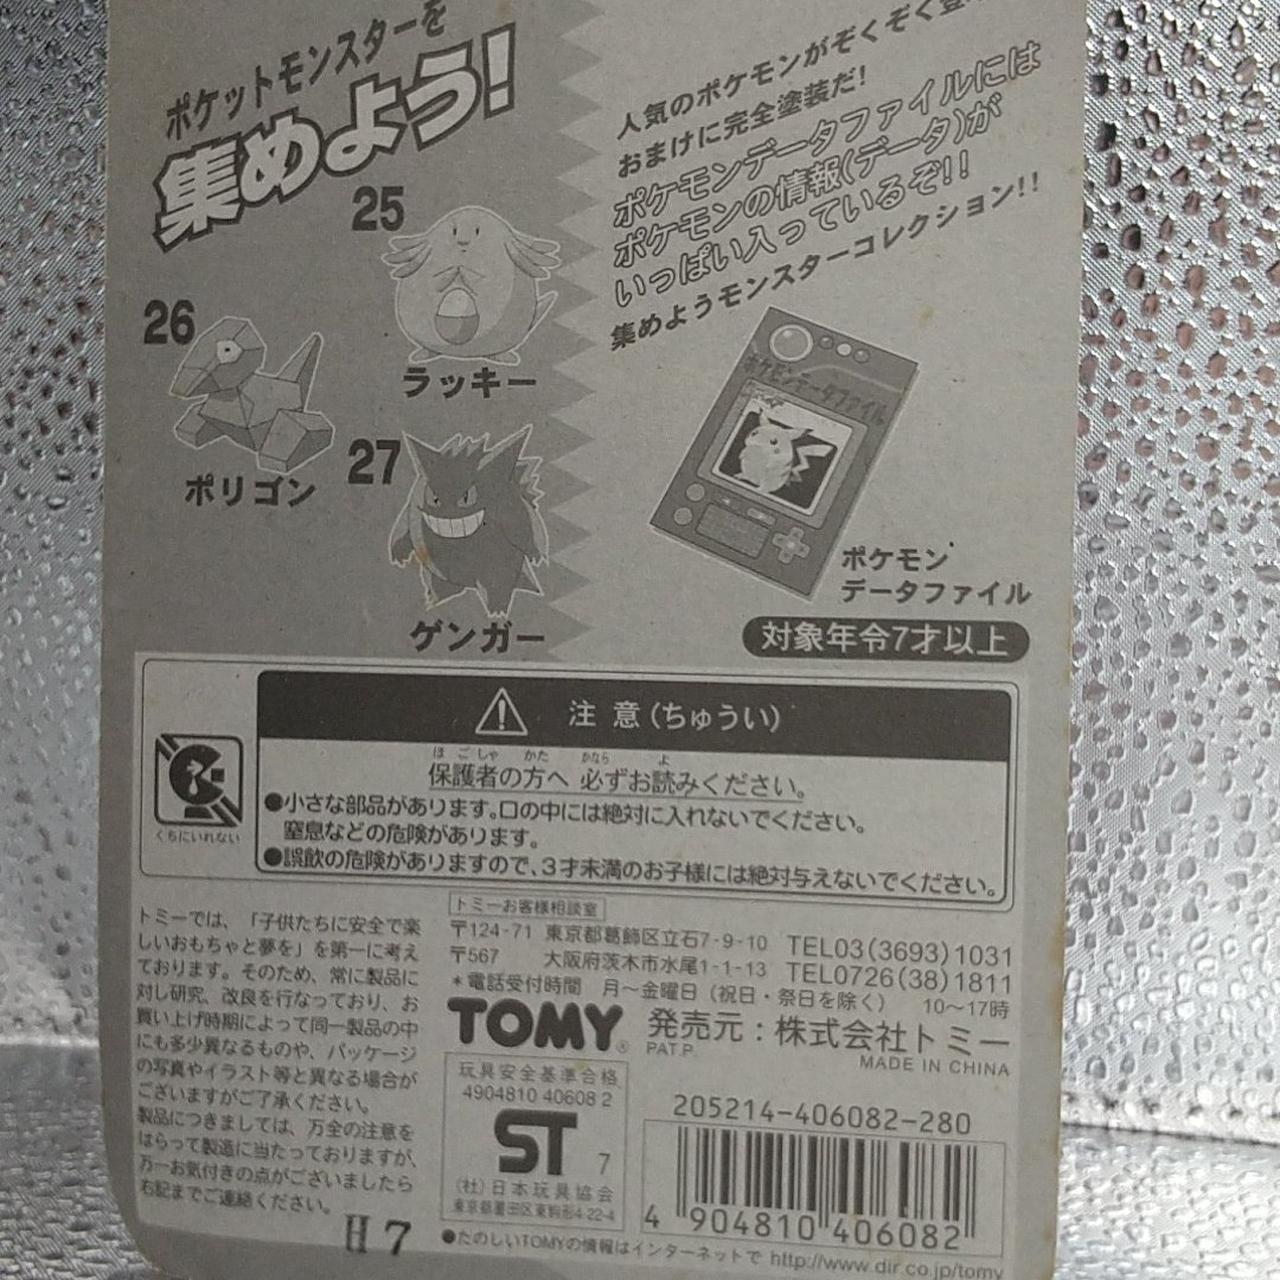 ポケットモンスターを
集めよう!
25
ラッキー
26
ポリゴン
27
ゲンガー
人気のポケモンがぞくぞく登
おまけに完全塗装だ!
ポケモンデータファイルには
ポケモンの情報(データ)が
いっぱい入っているぞ!!
集めようモンスターコレクション!!
ポケモンデータファイル
ポケモン
データファイル
対象年令7才以上
注意(ちゅうい)
ほごしゃ かた かなら よ
保護者の方へ 必ずお読みください。
●小さな部品があります。口の中には絶対に入れないでください。
窒息などの危険があります。
●誤飲の危険がありますので、3才未満のお子様には絶対与えないでください。
くちにいれない
トミーでは、「子供たちに安全で楽
しいおもちゃと夢を」を第一に考え
ております。そのため、常に製品に
対し研究、改良を行なっており、お
買い上げ時期によって同一製品の中
にも多少異なるものや、パッケージ
の写真やイラスト等と異なる場合が
ございますがご了承ください。
製品につきましては、万全の注意を
はらって製造に当たっておりますが、
万一お気付きの点がございましたら
右記までご連絡ください。
H 7
トミーお客様相談室
〒124-71 東京都葛飾区立石7-9-10 TEL03(3693)1031
〒567 大阪府茨木市水尾1-1-13 TEL0726(38)1811
*電話受付時間 月〜金曜日(祝日・祭日を除く) 10〜17時
TOMY® 発売元:株式会社トミー
PAT.P. MADE IN CHINA
玩具安全基準合格
4904810 40608 2
ST 7
(社)日本玩具協会
東京都墨田区東駒形4-22-4
205214-406082-280
4 904810 406082
●たのしいTOMYの情報はインターネットで http://www.dir.co.jp/tomy